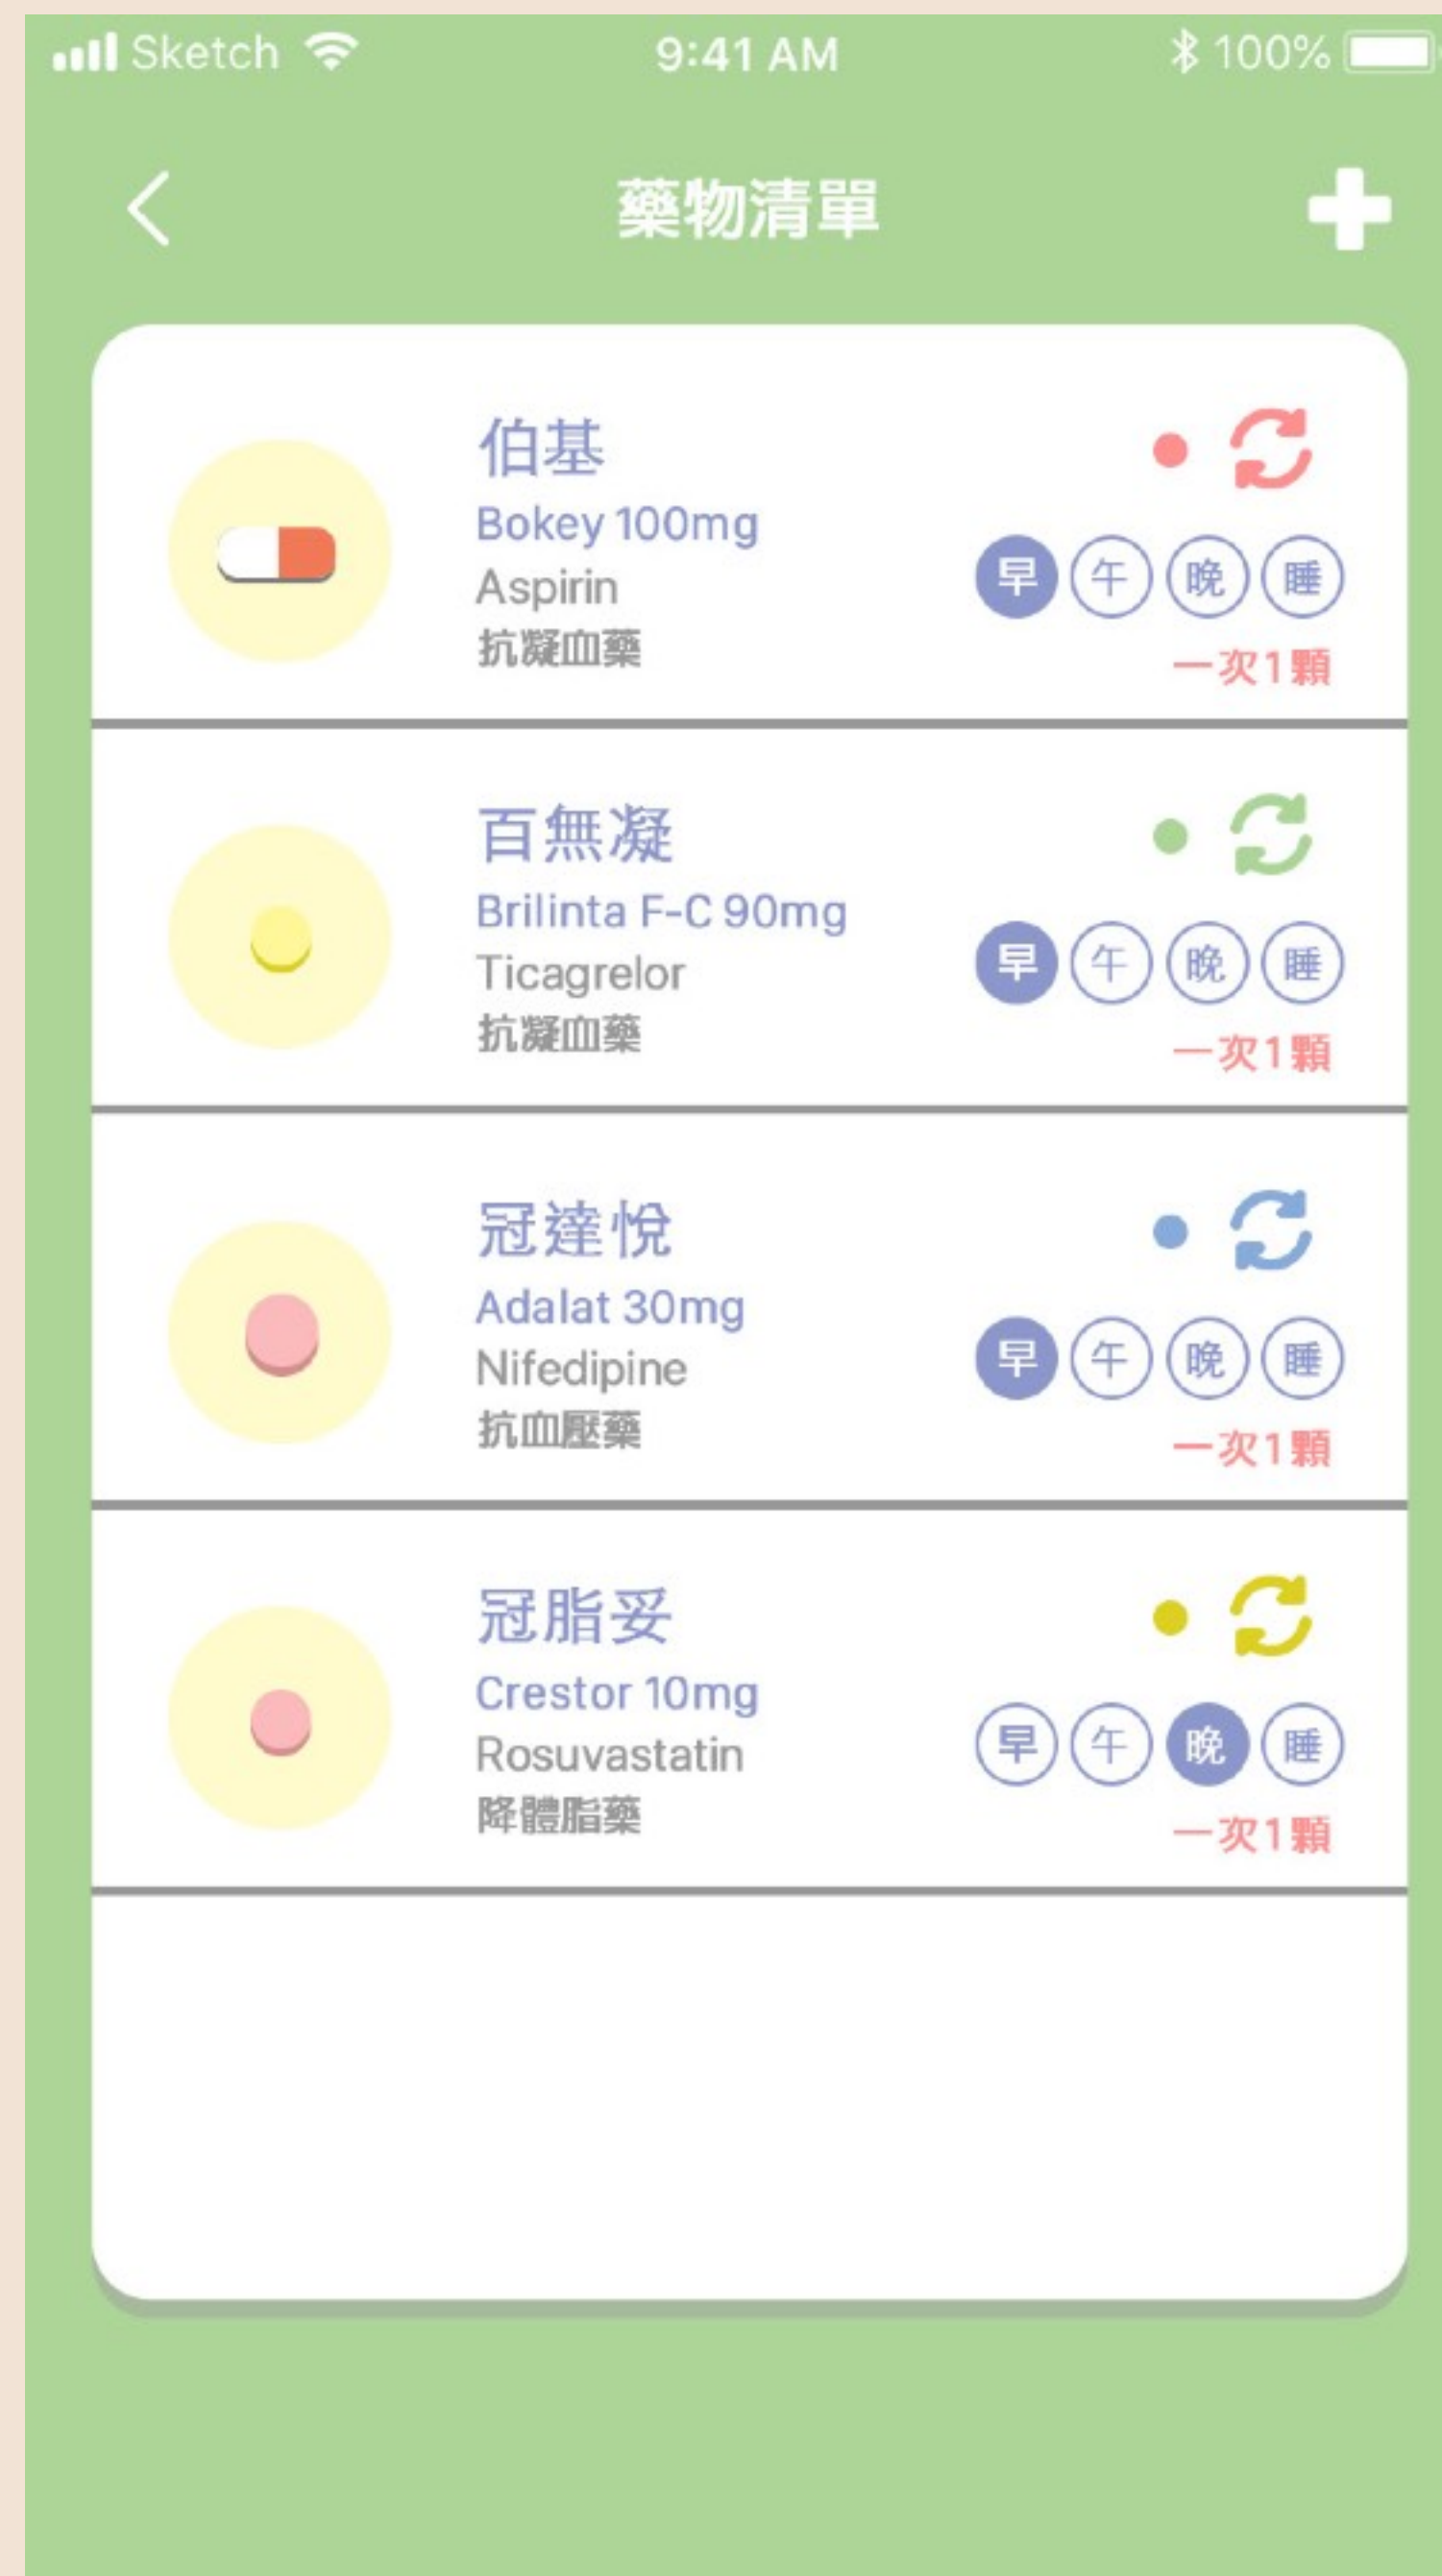 Sketch 9:41 AM 100%
藥物清單
伯基
Bokey 100mg
Aspirin
抗凝血藥
早 午 晚 睡
一次1顆
百無凝
Brilinta F-C 90mg
Ticagrelor
抗凝血藥
早 午 晚 睡
一次1顆
冠達悅
Adalat 30mg
Nifedipine
抗血壓藥
早 午 晚 睡
一次1顆
冠脂妥
Crestor 10mg
Rosuvastatin
降體脂藥
早 午 晚 睡
一次1顆